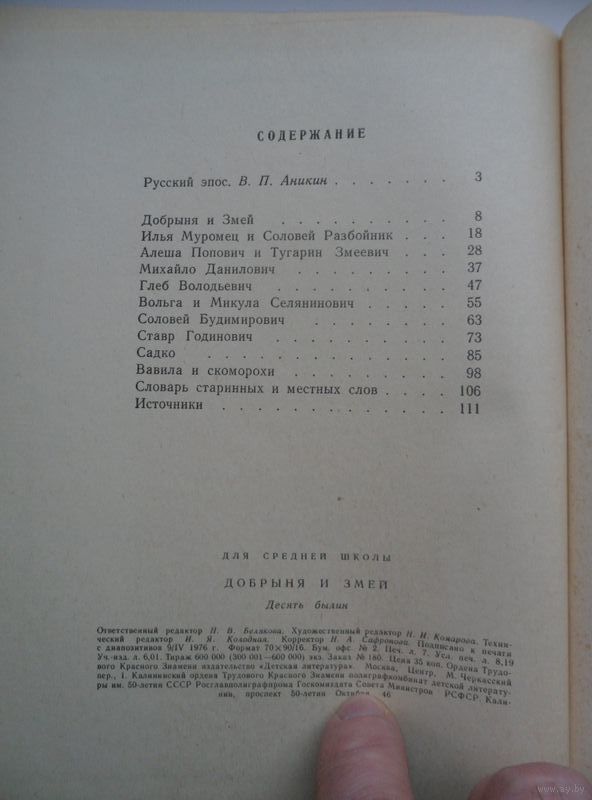 СОДЕРЖАНИЕ
Русский эпос. В. П. Аникин . . . . . . . 3
Добрыня и Змей . . . . . . . . . . 8
Илья Муромец и Соловей Разбойник . . . 18
Алеша Попович и Тугарин Змеевич . . . 28
Михайло Данилович . . . . . . . . . 37
Глеб Володьевич . . . . . . . . . . 47
Вольга и Микула Селянинович . . . . . 55
Соловей Будимирович . . . . . . . . 63
Ставр Годинович . . . . . . . . . . 73
Садко . . . . . . . . . . . . . 85
Вавила и скоморохи . . . . . . . . . 98
Словарь старинных и местных слов . . . . 106
Источники . . . . . . . . . . . . 111
ДЛЯ СРЕДНЕЙ ШКОЛЫ
ДОБРЫНЯ И ЗМЕЙ
Десять былин
Ответственный редактор Н. В. Белякова. Художественный редактор Н. И. Комарова. Техни-
ческий редактор И. Я. Колодная. Корректор Н. А. Сафронова. Подписано к печати
с диапозитивов 9/IV 1976 г. Формат 70×90/16. Бум. офс. № 2. Печ. л. 7. Усл. печ. л. 8,19
Уч.-изд. л. 6,01. Тираж 600 000 (300 001—600 000) экз. Заказ № 180. Цена 35 коп. Ордена Трудо-
вого Красного Знамени издательство «Детская литература». Москва, Центр, М. Черкасский
пер., 1. Калининский ордена Трудового Красного Знамени полиграфкомбинат детской литерату-
ры им. 50-летия СССР Росглавполиграфпрома Госкомиздата Совета Министров РСФСР. Кали-
нин, проспект 50-летия Октября, 46
www.ay.by